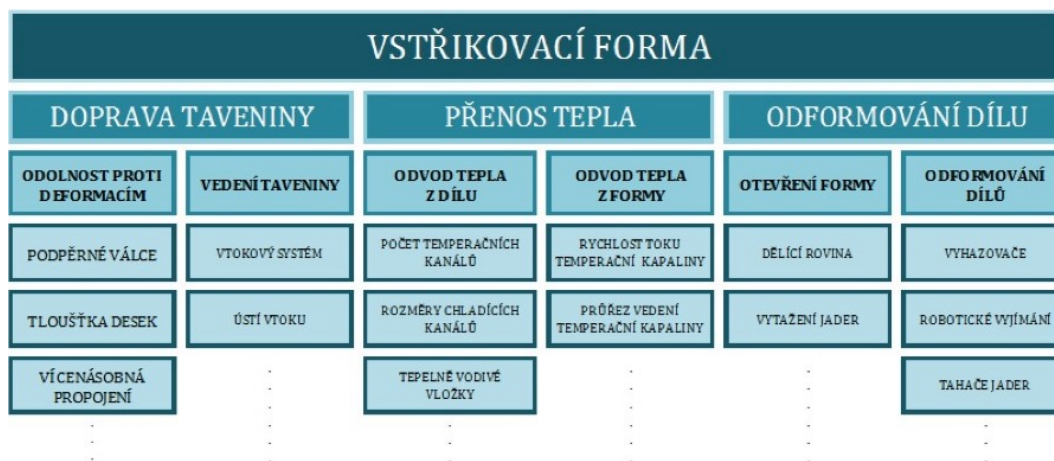 VSTŘIKOVACÍ FORMA
DOPRAVA TAVENINY
PŘENOS TEPLA
ODFORMOVÁNÍ DÍLU
ODOLNOST PROTI
DEFORMACÍM
VEDENÍ TAVENINY
ODVOD TEPLA
Z DÍLU
ODVOD TEPLA
Z FORMY
OTEVŘENÍ FORMY
ODFORMOVÁNÍ
DÍLŮ
PODPĚRNÉ VÁLCE
VTOKOVÝ SYSTÉM
POČET TEMPERAČNÍCH
KANÁLŮ
RYCHLOST TOKU
TEMPERAČNÍ KAPALINY
DĚLÍCÍ ROVINA
VYHAZOVAČE
TLOUŠŤKA DESEK
ÚSTÍ VTOKU
ROZMĚRY CHLADÍCÍCH
KANÁLŮ
PRŮŘEZ VEDENÍ
TEMPERAČNÍ KAPALINY
VYTAŽENÍ JADER
ROBOTICKÉ VYJÍMÁNÍ
VÍCENÁSOBNÁ
PROPOJENÍ
TEPELNĚ VODIVÉ
VLOŽKY
TAHAČE JADER